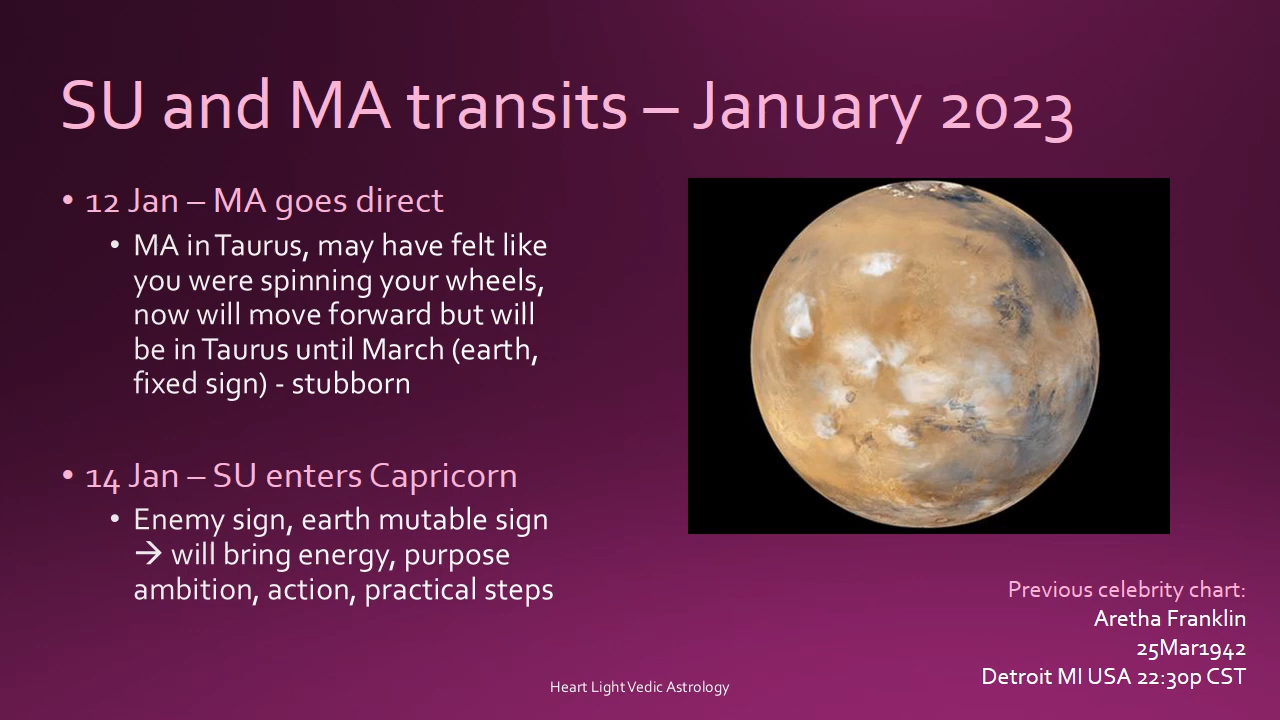 SU and MA transits – January 2023
• 12 Jan – MA goes direct
• MA in Taurus, may have felt like
you were spinning your wheels,
now will move forward but will
be in Taurus until March (earth,
fixed sign) - stubborn
• 14 Jan – SU enters Capricorn
• Enemy sign, earth mutable sign
→ will bring energy, purpose
ambition, action, practical steps
Previous celebrity chart:
Aretha Franklin
25Mar1942
Detroit MI USA 22:30p CST
Heart Light Vedic Astrology